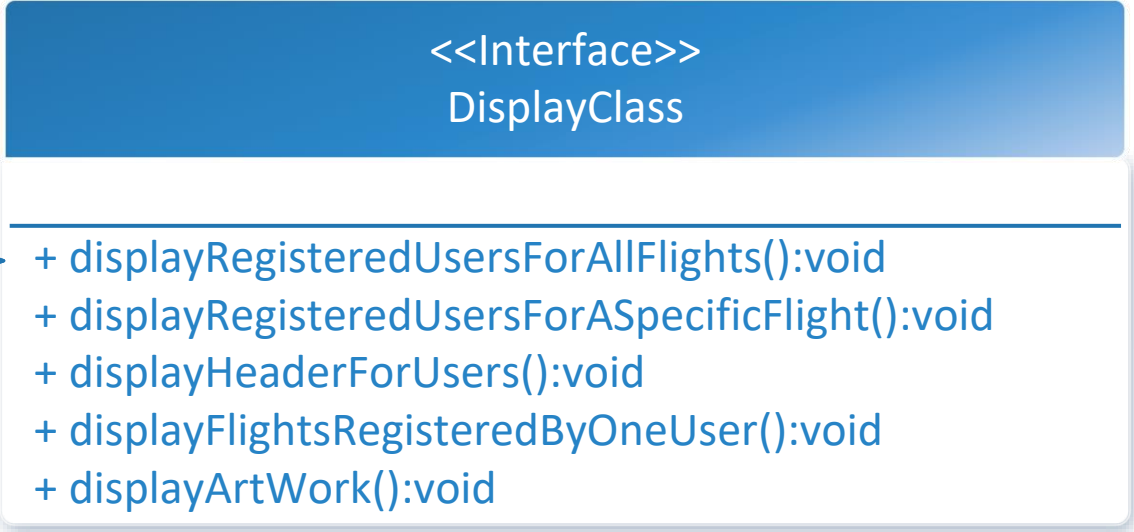 <<Interface>>
DisplayClass
+ displayRegisteredUsersForAllFlights():void
+ displayRegisteredUsersForASpecificFlight():void
+ displayHeaderForUsers():void
+ displayFlightsRegisteredByOneUser():void
+ displayArtWork():void